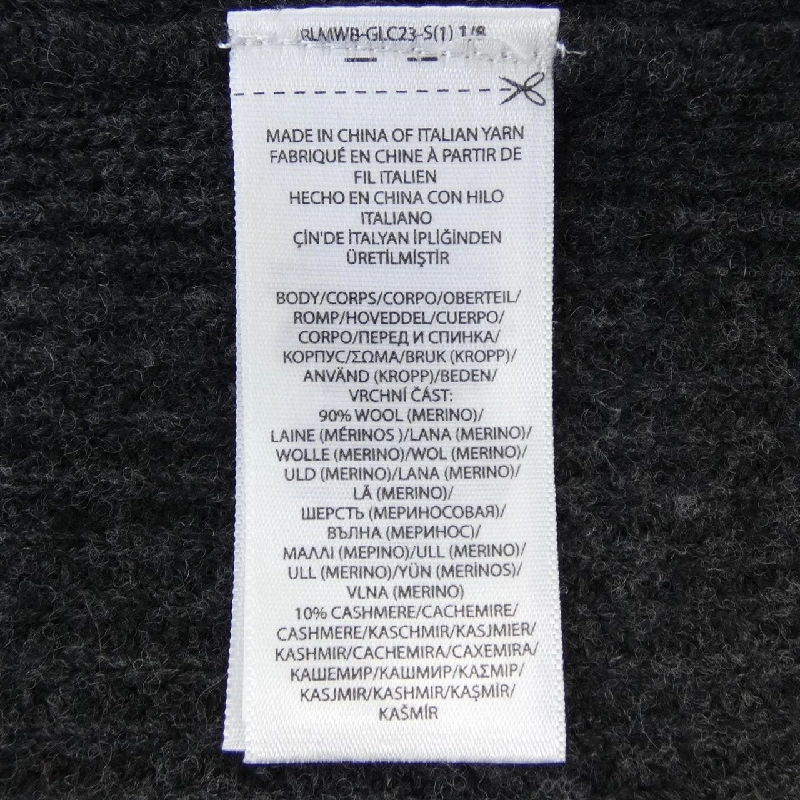 RLMWB-GLC23-S(1) 1/8
MADE IN CHINA OF ITALIAN YARN
FABRIQUÉ EN CHINE À PARTIR DE
FIL ITALIEN
HECHO EN CHINA CON HILO
ITALIANO
ÇİN'DE İTALYAN İPLİĞİNDEN
ÜRETİLMİŞTİR
BODY/CORPS/CORPO/OBERTEIL/
ROMP/HOVEDDEL/CUERPO/
CORPO/ПЕРЕД И СПИНКА/
КОРПУС/ΣΩΜΑ/BRUK (KROPP)/
ANVÄND (KROPP)/BEDEN/
VRCHNÍ ČÁST:
90% WOOL (MERINO)/
LAINE (MÉRINOS )/LANA (MERINO)/
WOLLE (MERINO)/WOL (MERINO)/
ULD (MERINO)/LANA (MERINO)/
LÃ (MERINO)/
ШЕРСТЬ (МЕРИНОСОВАЯ)/
ВЪЛНА (МЕРИНОС)/
ΜΑΛΛΙ (ΜΕΡΙΝΟ)/ULL (MERINO)/
ULL (MERINO)/YÜN (MERİNOS)/
VLNA (MERINO)
10% CASHMERE/CACHEMIRE/
CASHMERE/KASCHMIR/KASJMIER/
KASHMIR/CACHEMIRA/CAXEMIRA/
КАШЕМИР/КАШМИР/ΚΑΣΜΙΡ/
KASJMIR/KASHMIR/KAŞMİR/
KAŠMÍR